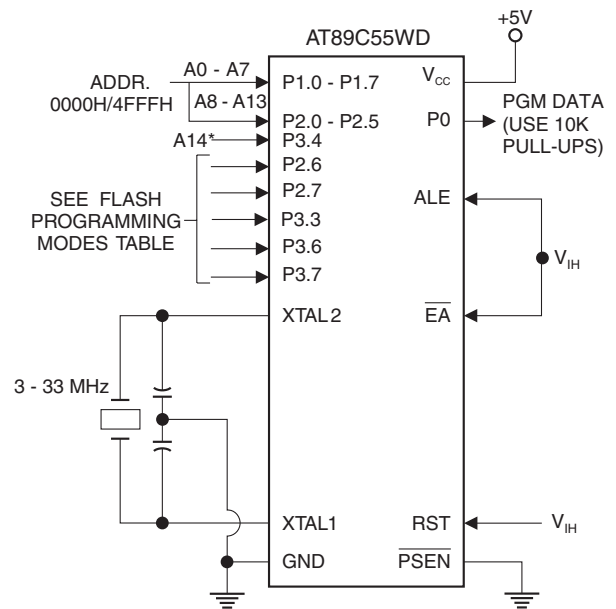 AT89C55WD
+5V
ADDR.
0000H/4FFFH
A0 - A7
A8 - A13
A14*
SEE FLASH
PROGRAMMING
MODES TABLE
3 - 33 MHz
P1.0 - P1.7
P2.0 - P2.5
P3.4
P2.6
P2.7
P3.3
P3.6
P3.7
XTAL2
XTAL1
GND
VCC
P0
ALE
EA
RST
PSEN
PGM DATA
(USE 10K
PULL-UPS)
VIH
VIH